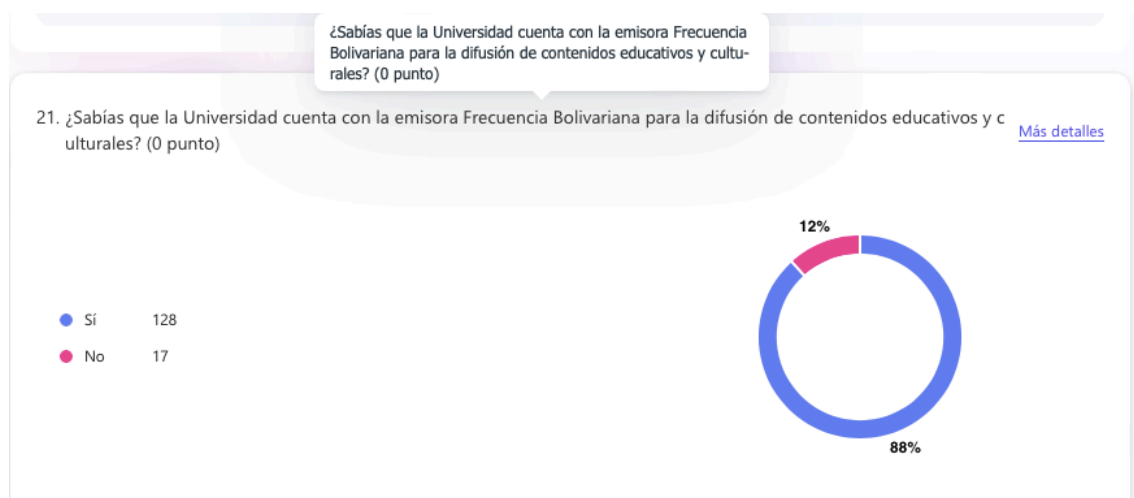 ¿Sabías que la Universidad cuenta con la emisora Frecuencia
Bolivariana para la difusión de contenidos educativos y cultu-
rales? (0 punto)
21. ¿Sabías que la Universidad cuenta con la emisora Frecuencia Bolivariana para la difusión de contenidos educativos y c
ulturales? (0 punto)
Más detalles
12%
Sí 128
No 17
88%